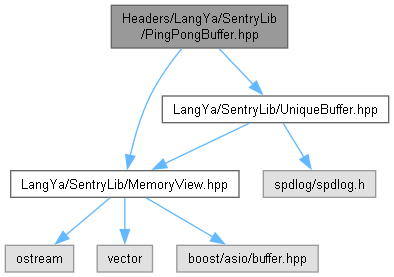 Headers/LangYa/SentryLib
/PingPongBuffer.hpp
LangYa/SentryLib/UniqueBuffer.hpp
LangYa/SentryLib/MemoryView.hpp
spdlog/spdlog.h
ostream
vector
boost/asio/buffer.hpp